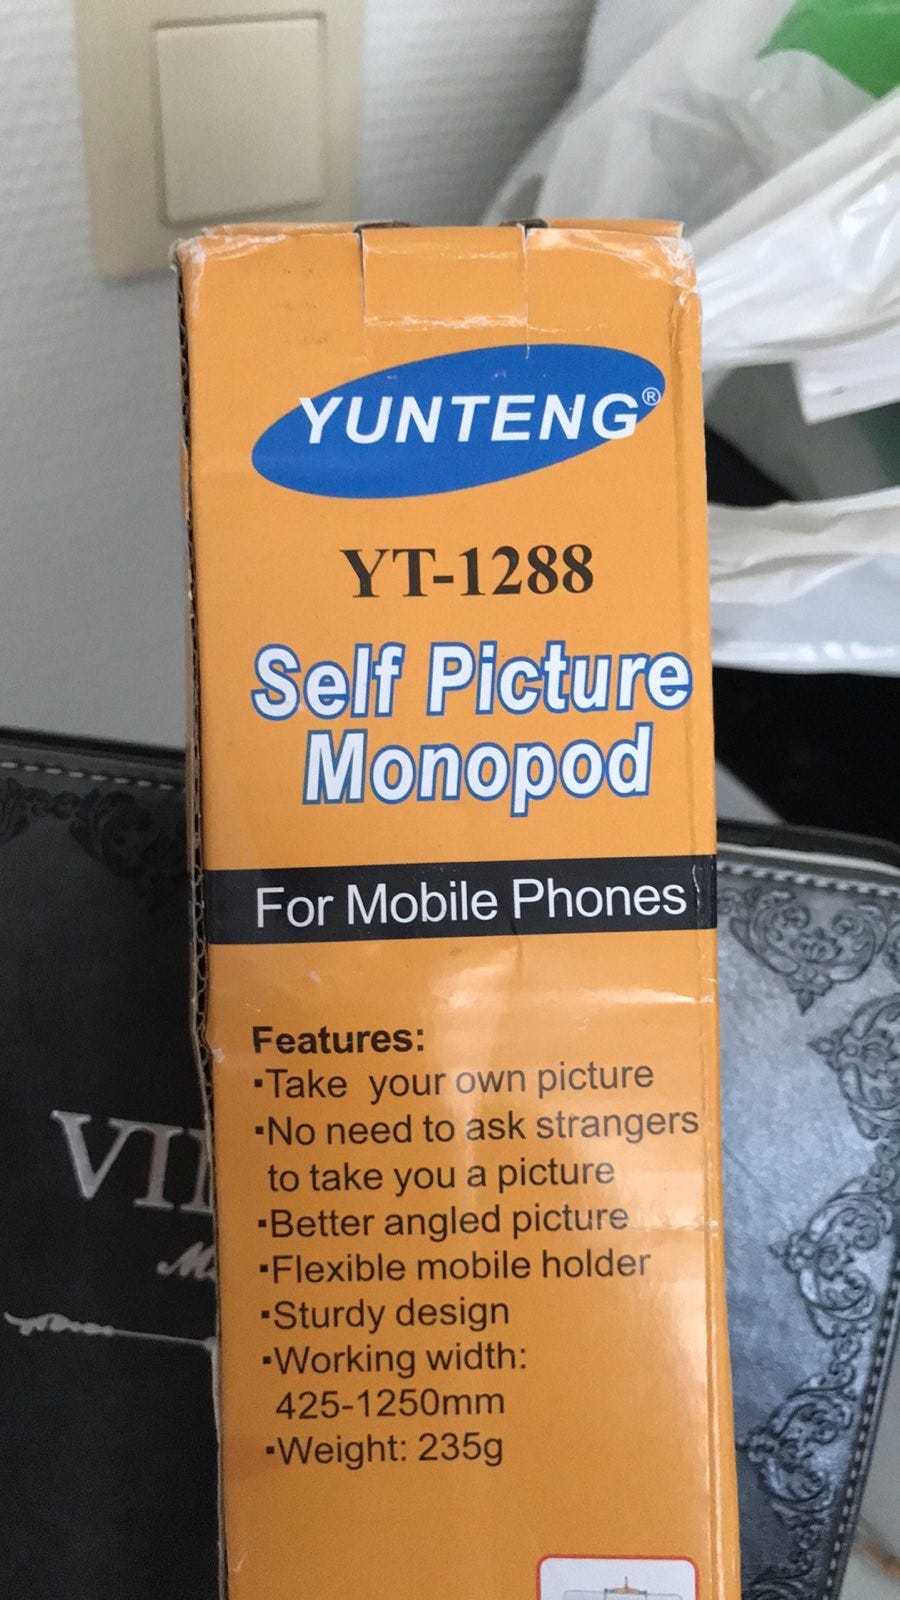 YUNTENG®
YT-1288
Self Picture
Monopod
For Mobile Phones
Features:
▪Take your own picture
▪No need to ask strangers
to take you a picture
▪Better angled picture
▪Flexible mobile holder
▪Sturdy design
▪Working width:
425-1250mm
▪Weight: 235g